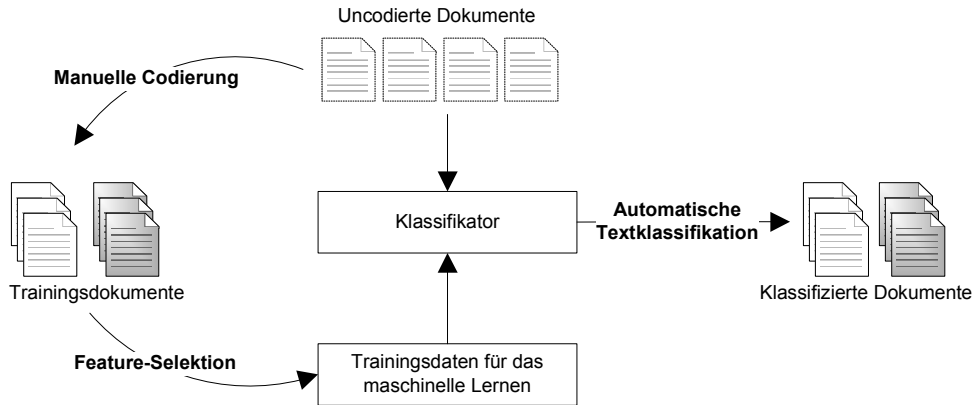 Uncodierte Dokumente
Manuelle Codierung
Klassifikator
Automatische
Textklassifikation
Trainingsdokumente
Klassifizierte Dokumente
Feature-Selektion
Trainingsdaten für das
maschinelle Lernen